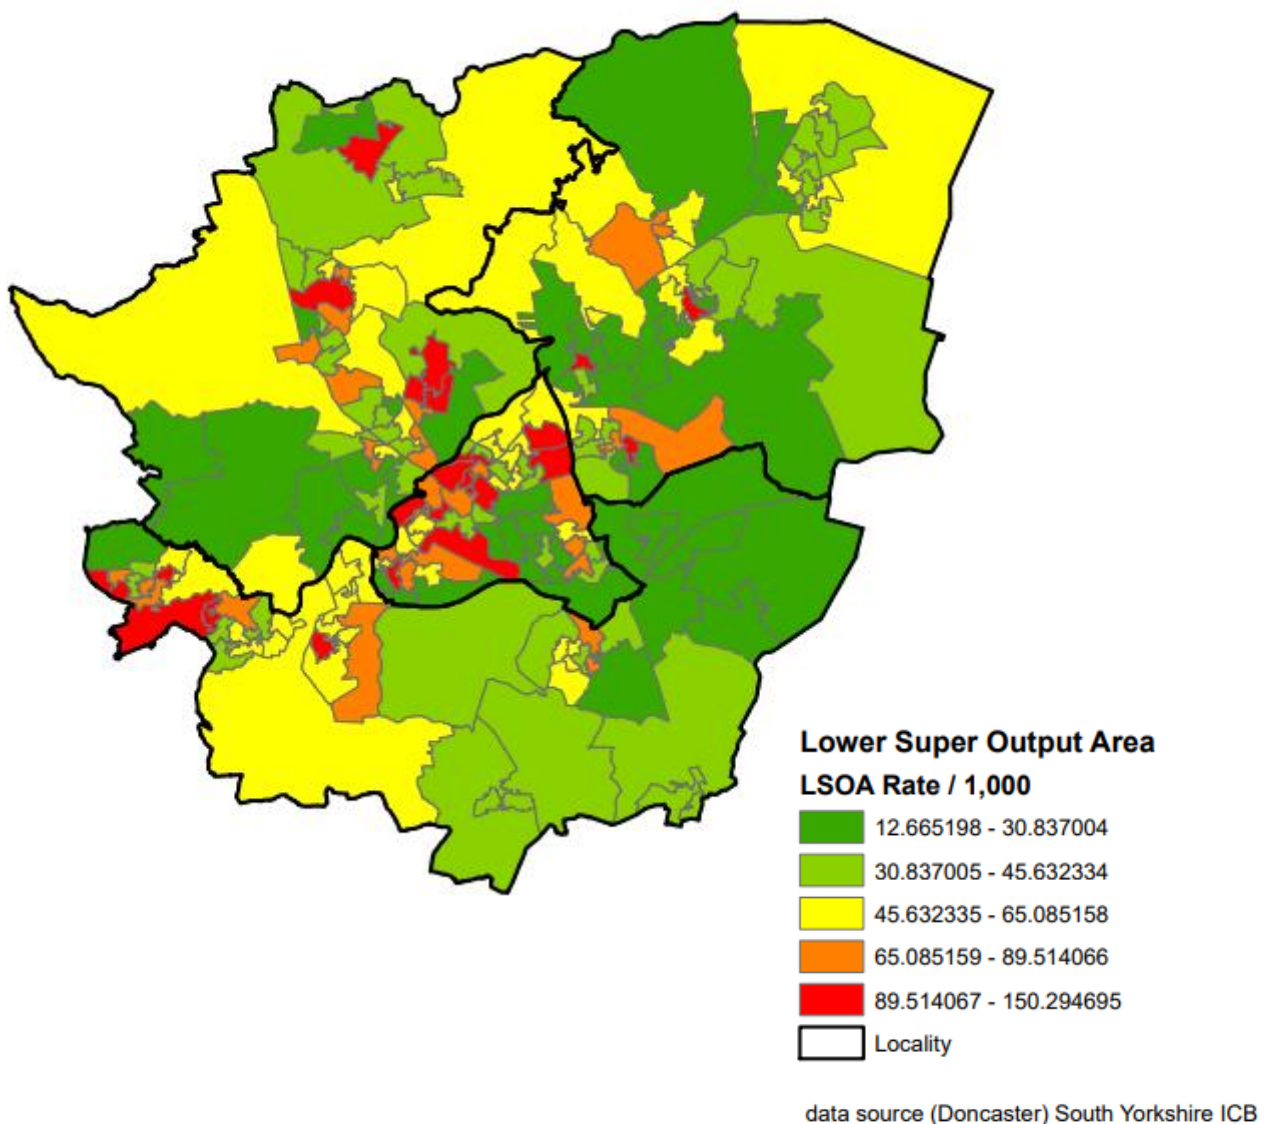 Lower Super Output Area
LSOA Rate / 1,000
12.665198 - 30.837004
30.837005 - 45.632334
45.632335 - 65.085158
65.085159 - 89.514066
89.514067 - 150.294695
Locality
data source (Doncaster) South Yorkshire ICB